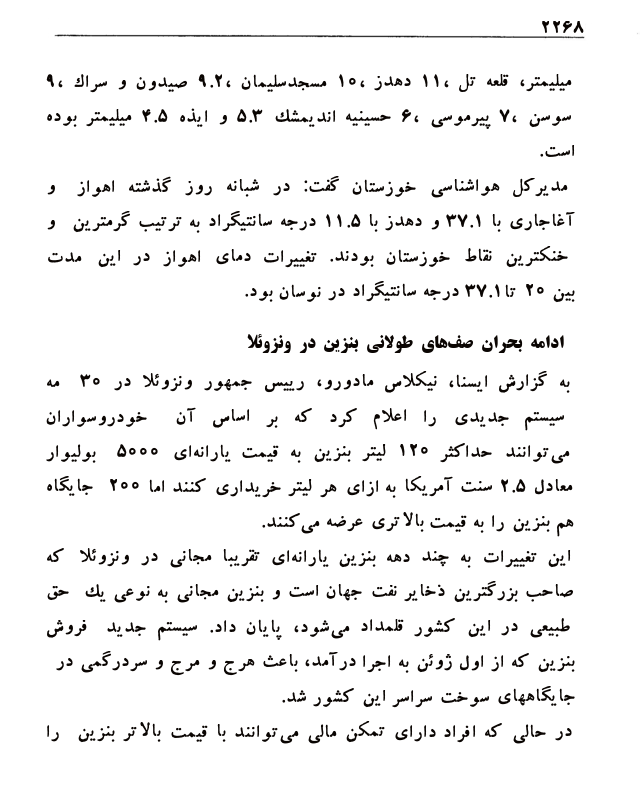 ۲۲۶۸
میلیمتر، قلعه تل ،۱۱ دهدز ،۱۰ مسجدسلیمان ،۹.۲ صیدون و سراك ،۹
سوسن ،۷ پیرموسی ،۶ حسینیه اندیمشك ۵.۳ و ایذه ۴.۵ میلیمتر بوده
است.
مدیرکل هواشناسی خوزستان گفت: در شبانه روز گذشته اهواز و
آغاجاری با ۳۷.۱ و دهدز با ۱۱.۵ درجه سانتیگراد به ترتیب گرمترین و
خنکترین نقاط خوزستان بودند. تغییرات دمای اهواز در این مدت
بین ۲۰ تا۳۷.۱ درجه سانتیگراد در نوسان بود.
ادامه بحران صف‌های طولانی بنزین در ونزوئلا
به گزارش ایسنا، نیکلاس مادورو، رییس جمهور ونزوئلا در ۳۰ مه
سیستم جدیدی را اعلام کرد که بر اساس آن خودروسواران
می‌توانند حداکثر ۱۲۰ لیتر بنزین به قیمت یارانه‌ای ۵۰۰۰ بولیوار
معادل ۲.۵ سنت آمریکا به ازای هر لیتر خریداری کنند اما ۲۰۰ جایگاه
هم بنزین را به قیمت بالاتری عرضه می‌کنند.
این تغییرات به چند دهه بنزین یارانه‌ای تقریبا مجانی در ونزوئلا که
صاحب بزرگترین ذخایر نفت جهان است و بنزین مجانی به نوعی یك حق
طبیعی در این کشور قلمداد می‌شود، پایان داد. سیستم جدید فروش
بنزین که از اول ژوئن به اجرا درآمد، باعث هرج و مرج و سردرگمی در
جایگاههای سوخت سراسر این کشور شد.
در حالی که افراد دارای تمکن مالی می‌توانند با قیمت بالاتر بنزین را